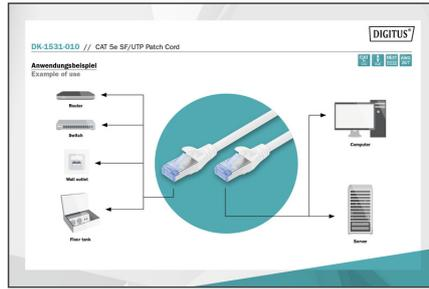 DIGITUS®
DK-1531-010 // CAT 5e SF/UTP Patch Cord
Anwendungsbeispiel
Example of use
Router
Switch
Wall outlet
Floor tank
Computer
Server